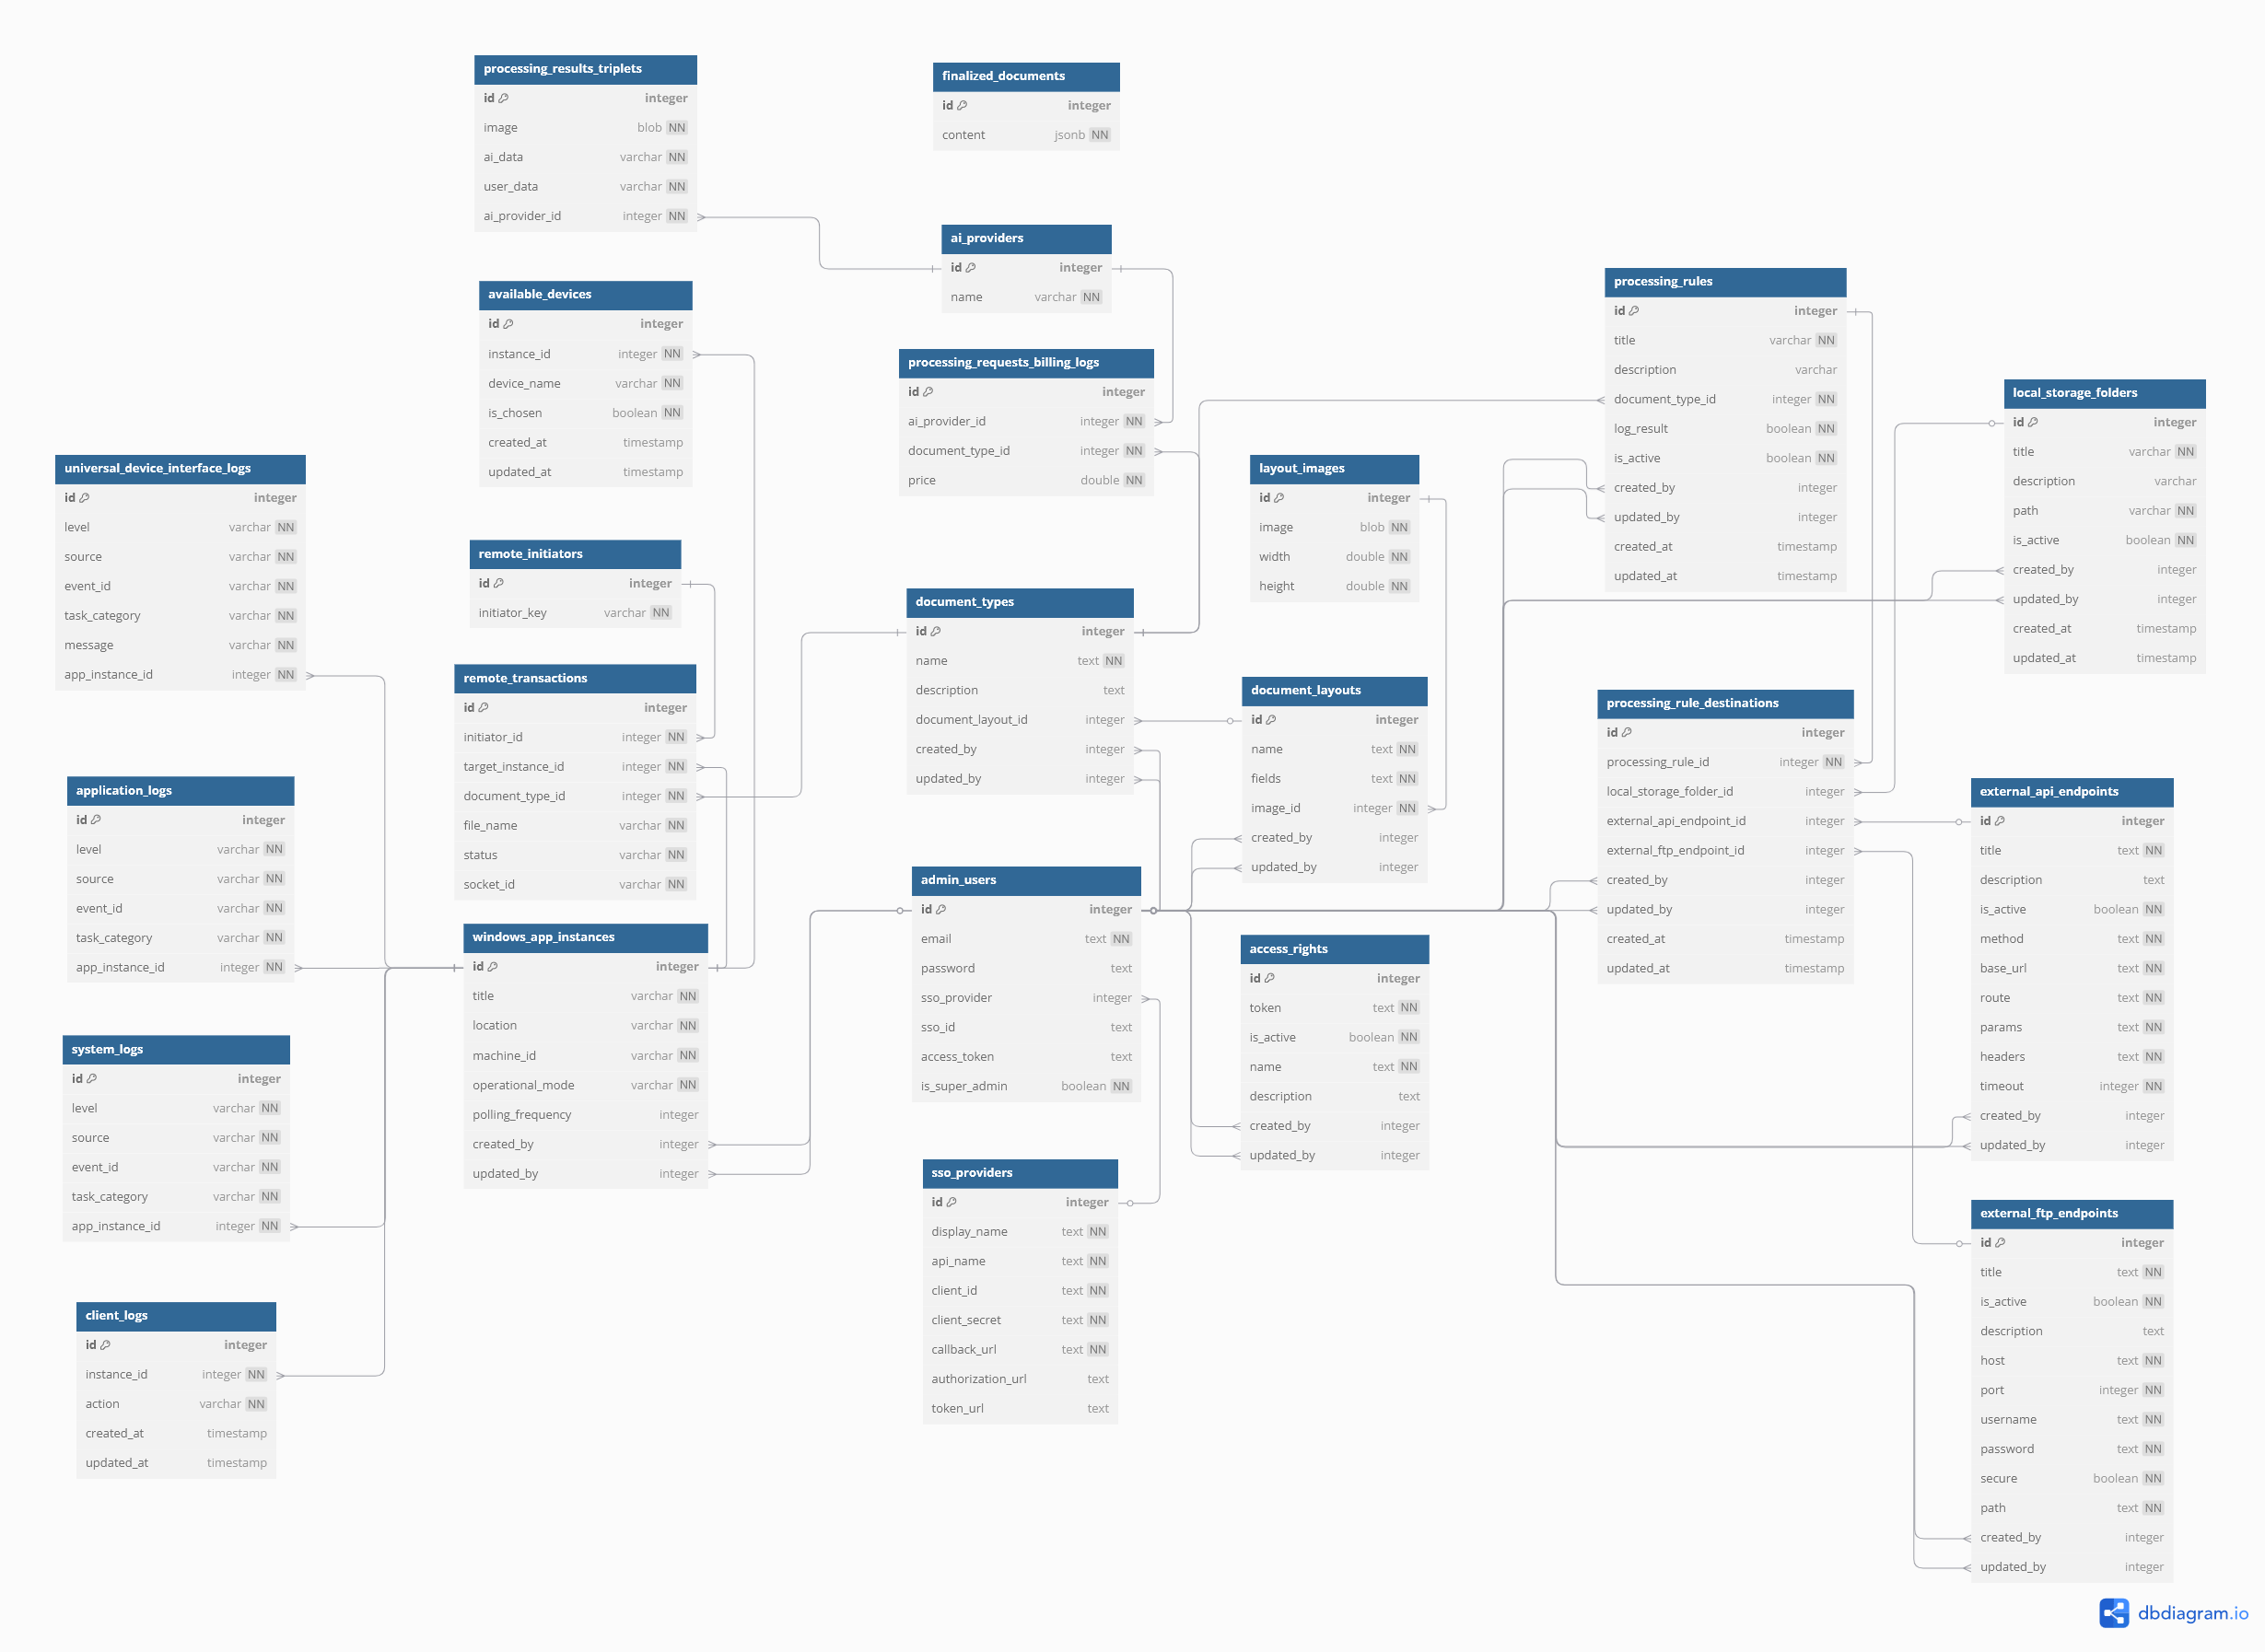 processing_results_triplets
id integer
image blob NN
ai_data varchar NN
user_data varchar NN
ai_provider_id integer NN
finalized_documents
id integer
content jsonb NN
ai_providers
id integer
name varchar NN
available_devices
id integer
instance_id integer NN
device_name varchar NN
is_chosen boolean NN
created_at timestamp
updated_at timestamp
processing_requests_billing_logs
id integer
ai_provider_id integer NN
document_type_id integer NN
price double NN
processing_rules
id integer
title varchar NN
description varchar
document_type_id integer NN
log_result boolean NN
is_active boolean NN
created_by integer
updated_by integer
created_at timestamp
updated_at timestamp
local_storage_folders
id integer
title varchar NN
description varchar
path varchar NN
is_active boolean NN
created_by integer
updated_by integer
created_at timestamp
updated_at timestamp
universal_device_interface_logs
id integer
level varchar NN
source varchar NN
event_id varchar NN
task_category varchar NN
message varchar NN
app_instance_id integer NN
layout_images
id integer
image blob NN
width double NN
height double NN
remote_initiators
id integer
initiator_key varchar NN
document_types
id integer
name text NN
description text
document_layout_id integer
created_by integer
updated_by integer
remote_transactions
id integer
initiator_id integer NN
target_instance_id integer NN
document_type_id integer NN
file_name varchar NN
status varchar NN
socket_id varchar NN
document_layouts
id integer
name text NN
fields text NN
image_id integer NN
created_by integer
updated_by integer
processing_rule_destinations
id integer
processing_rule_id integer NN
local_storage_folder_id integer
external_api_endpoint_id integer
external_ftp_endpoint_id integer
created_by integer
updated_by integer
created_at timestamp
updated_at timestamp
application_logs
id integer
level varchar NN
source varchar NN
event_id varchar NN
task_category varchar NN
app_instance_id integer NN
external_api_endpoints
id integer
title text NN
description text
is_active boolean NN
method text NN
base_url text NN
route text NN
params text NN
headers text NN
timeout integer NN
created_by integer
updated_by integer
admin_users
id integer
email text NN
password text
sso_provider integer
sso_id text
access_token text
is_super_admin boolean NN
windows_app_instances
id integer
title varchar NN
location varchar NN
machine_id varchar NN
operational_mode varchar NN
polling_frequency integer
created_by integer
updated_by integer
access_rights
id integer
token text NN
is_active boolean NN
name text NN
description text
created_by integer
updated_by integer
system_logs
id integer
level varchar NN
source varchar NN
event_id varchar NN
task_category varchar NN
app_instance_id integer NN
sso_providers
id integer
display_name text NN
api_name text NN
client_id text NN
client_secret text NN
callback_url text NN
authorization_url text
token_url text
external_ftp_endpoints
id integer
title text NN
is_active boolean NN
description text
host text NN
port integer NN
username text NN
password text NN
secure boolean NN
path text NN
created_by integer
updated_by integer
client_logs
id integer
instance_id integer NN
action varchar NN
created_at timestamp
updated_at timestamp
dbdiagram.io